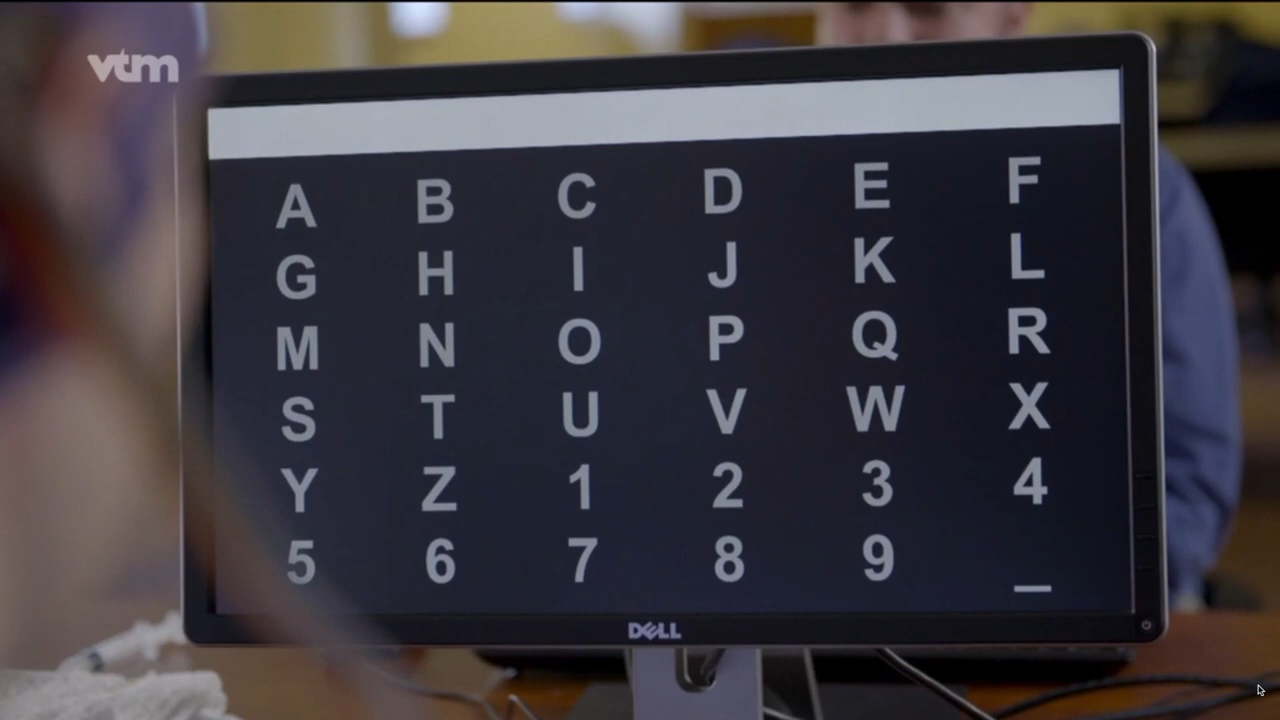 vtm
A B C D E F
G H I J K L
M N O P Q R
S T U V W X
Y Z 1 2 3 4
5 6 7 8 9 _
DELL